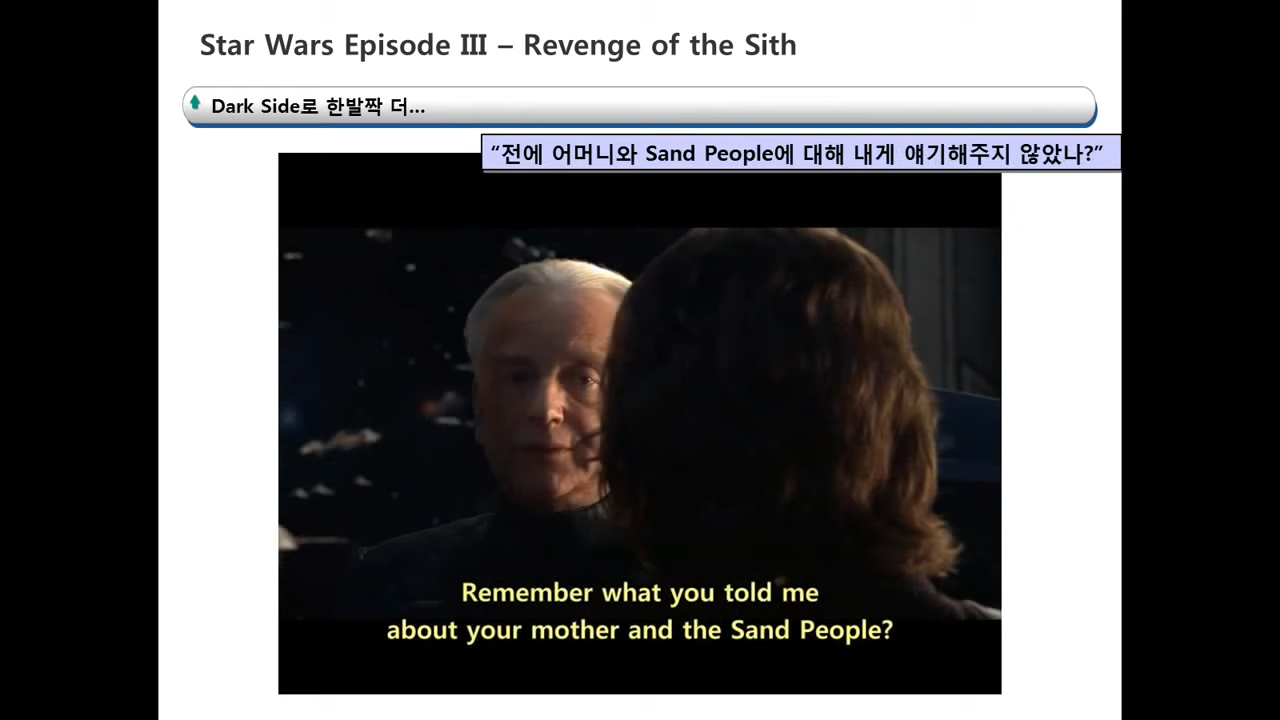 Star Wars Episode III – Revenge of the Sith
Dark Side로 한발짝 더...
“전에 어머니와 Sand People에 대해 내게 얘기해주지 않았나?”
Remember what you told me
about your mother and the Sand People?